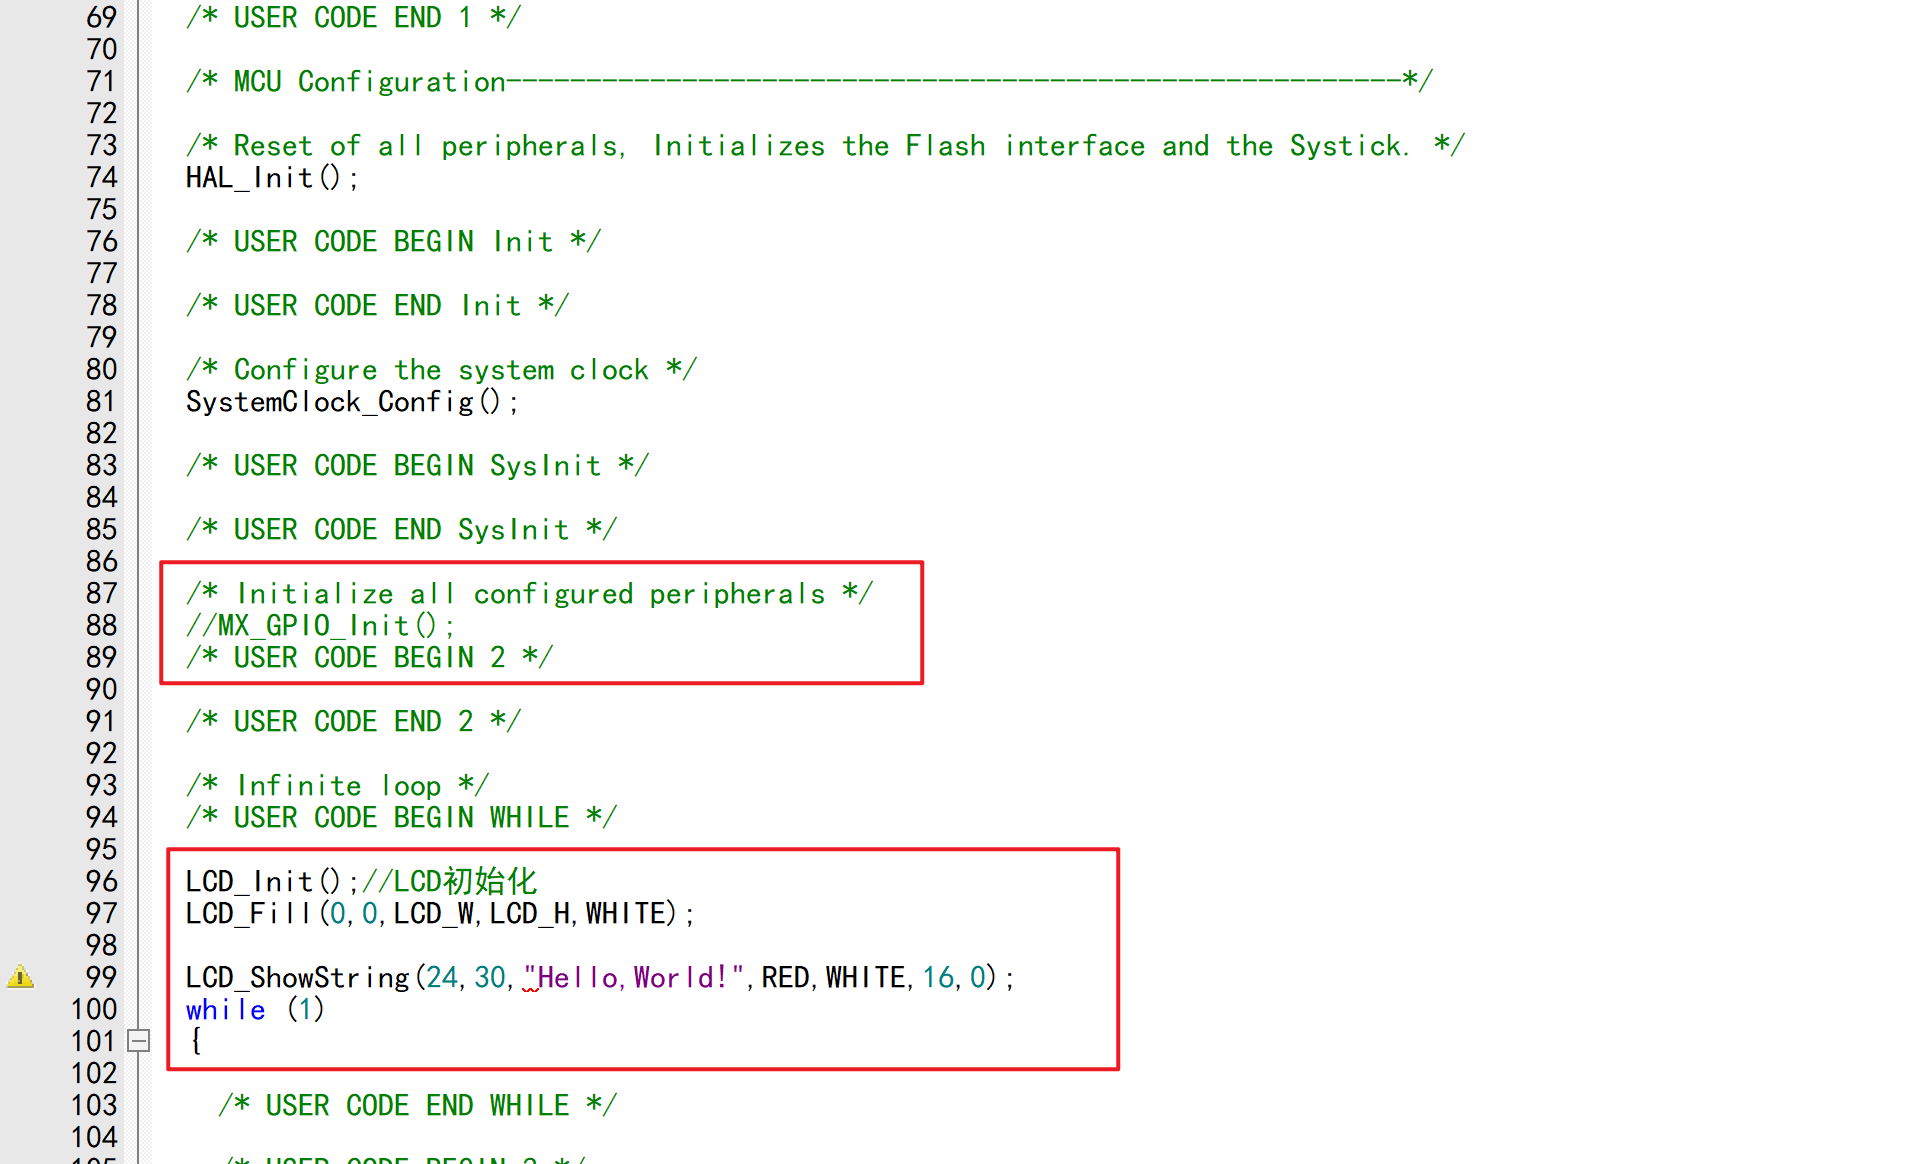 69 /* USER CODE END 1 */
70
71 /* MCU Configuration--------------------------------------------------------*/
72
73 /* Reset of all peripherals, Initializes the Flash interface and the Systick. */
74 HAL_Init();
75
76 /* USER CODE BEGIN Init */
77
78 /* USER CODE END Init */
79
80 /* Configure the system clock */
81 SystemClock_Config();
82
83 /* USER CODE BEGIN SysInit */
84
85 /* USER CODE END SysInit */
86
87 /* Initialize all configured peripherals */
88 //MX_GPIO_Init();
89 /* USER CODE BEGIN 2 */
90
91 /* USER CODE END 2 */
92
93 /* Infinite loop */
94 /* USER CODE BEGIN WHILE */
95
96 LCD_Init();//LCD初始化
97 LCD_Fill(0,0,LCD_W,LCD_H,WHITE);
98
99 LCD_ShowString(24,30,"Hello,World!",RED,WHITE,16,0);
100 while (1)
101 {
102
103 /* USER CODE END WHILE */
104
105 /* USER CODE BEGIN 3 */